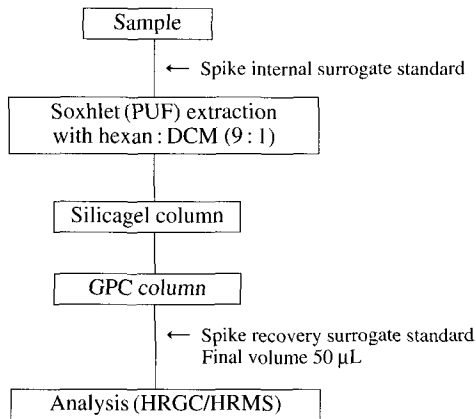 Sample
← Spike internal surrogate standard
Soxhlet (PUF) extraction
with hexan : DCM (9 : 1)
Silicagel column
GPC column
← Spike recovery surrogate standard
Final volume 50 µL
Analysis (HRGC/HRMS)